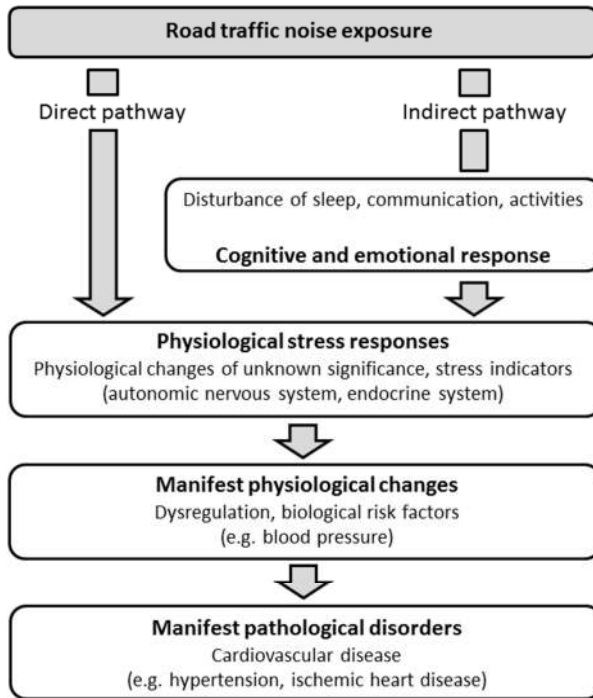 Road traffic noise exposure
Direct pathway
Indirect pathway
Disturbance of sleep, communication, activities
Cognitive and emotional response
Physiological stress responses
Physiological changes of unknown significance, stress indicators
(autonomic nervous system, endocrine system)
Manifest physiological changes
Dysregulation, biological risk factors
(e.g. blood pressure)
Manifest pathological disorders
Cardiovascular disease
(e.g. hypertension, ischemic heart disease)